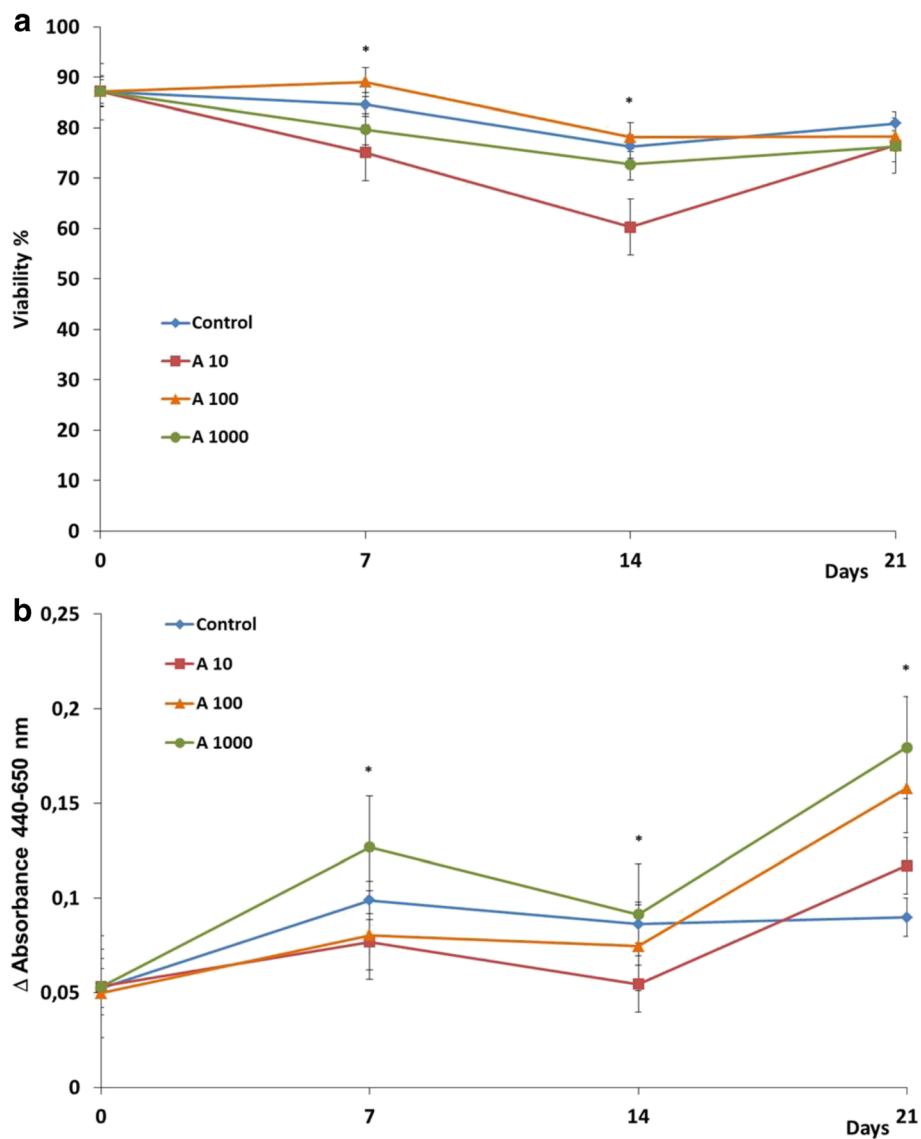 a
100
90
80
70
60
50
40
30
20
10
0
Viability %
*
*
Control
A 10
A 100
A 1000
0 7 14 21
Days
b
0,25
0,2
0,15
0,1
0,05
0
Δ Absorbance 440-650 nm
Control
A 10
A 100
A 1000
*
*
*
0 7 14 21
Days